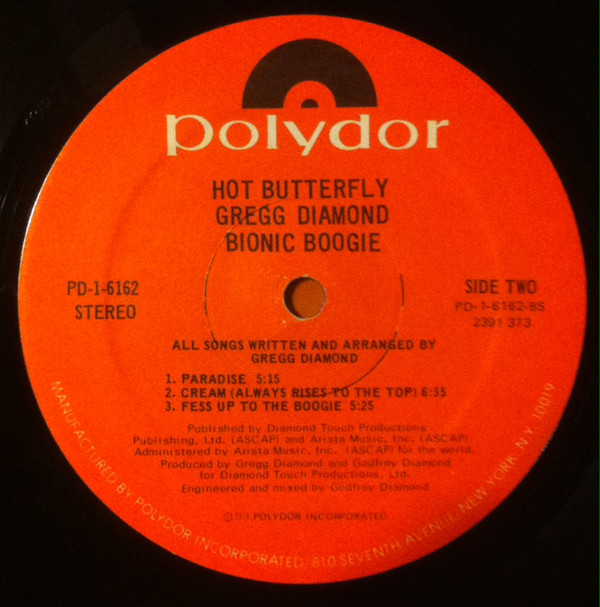 polydor
HOT BUTTERFLY
GREGG DIAMOND
BIONIC BOOGIE
PD-1-6162
STEREO
SIDE TWO
PD-1-6162-BS
2391 373
ALL SONGS WRITTEN AND ARRANGED BY
GREGG DIAMOND
1. PARADISE 5:15
2. CREAM (ALWAYS RISES TO THE TOP) 6:35
3. FESS UP TO THE BOOGIE 5:25
Published by Diamond Touch Productions
Publishing, Ltd. (ASCAP) and Arista Music, Inc. (ASCAP).
Administered by Arista Music, Inc. (ASCAP) for the world.
Produced by Gregg Diamond and Godfrey Diamond
for Diamond Touch Productions, Ltd.
Engineered and mixed by Godfrey Diamond
POLYDOR INCORPORATED
MANUFACTURED BY POLYDOR INCORPORATED, 810 SEVENTH AVENUE, NEW YORK, N.Y. 10019